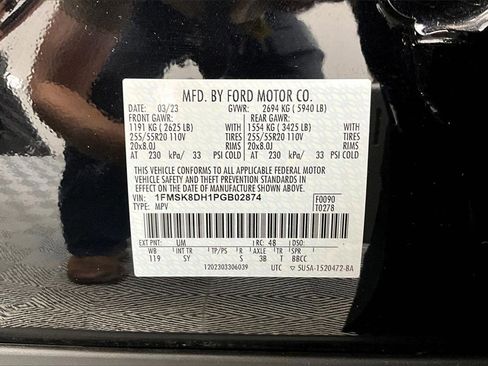 MFD. BY FORD MOTOR CO.
DATE: 03/23 GVWR: 2694 KG ( 5940 LB)
FRONT GAWR: REAR GAWR:
1191 KG ( 2625 LB) WITH 1554 KG ( 3425 LB) WITH
255/55R20 110V TIRES 255/55R20 110V TIRES
20x8.0J RIMS 20x8.0J RIMS
AT 230 kPa/ 33 PSI COLD AT 230 kPa/ 33 PSI COLD
THIS VEHICLE CONFORMS TO ALL APPLICABLE FEDERAL MOTOR
VEHICLE SAFETY AND BUMPER AND THEFT PREVENTION STANDARDS IN
EFFECT ON THE DATE OF MANUFACTURE SHOWN ABOVE.
VIN: 1FMSK8DH1PGB02874 F0090
TYPE: MPV T0278
EXT PNT: UM RC: 48 DSO:
WB INT TR TP/PS R AXLE TR SPR
119 SY S 3B T BBCC
1202303306039 UTC 5U5A-1520472-BA